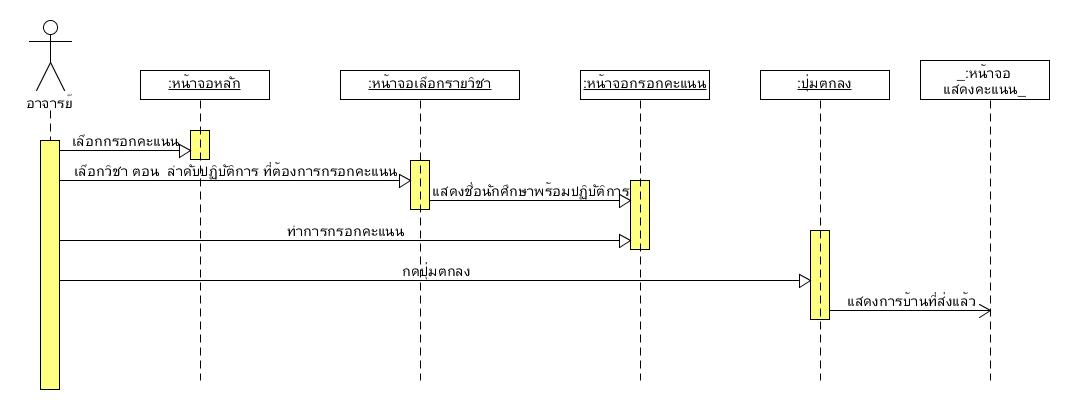 อาจารย์
:หน้าจอหลัก
:หน้าจอเลือกรายวิชา
:หน้าจอกรอกคะแนน
:ปุ่มตกลง
_:หน้าจอ
แสดงคะแนน_
เลือกกรอกคะแนน
เลือกวิชา ตอน ลำดับปฏิบัติการ ที่ต้องการกรอกคะแนน
แสดงชื่อนักศึกษาพร้อมปฏิบัติการ
ทำการกรอกคะแนน
กดปุ่มตกลง
แสดงการบ้านที่ส่งแล้ว